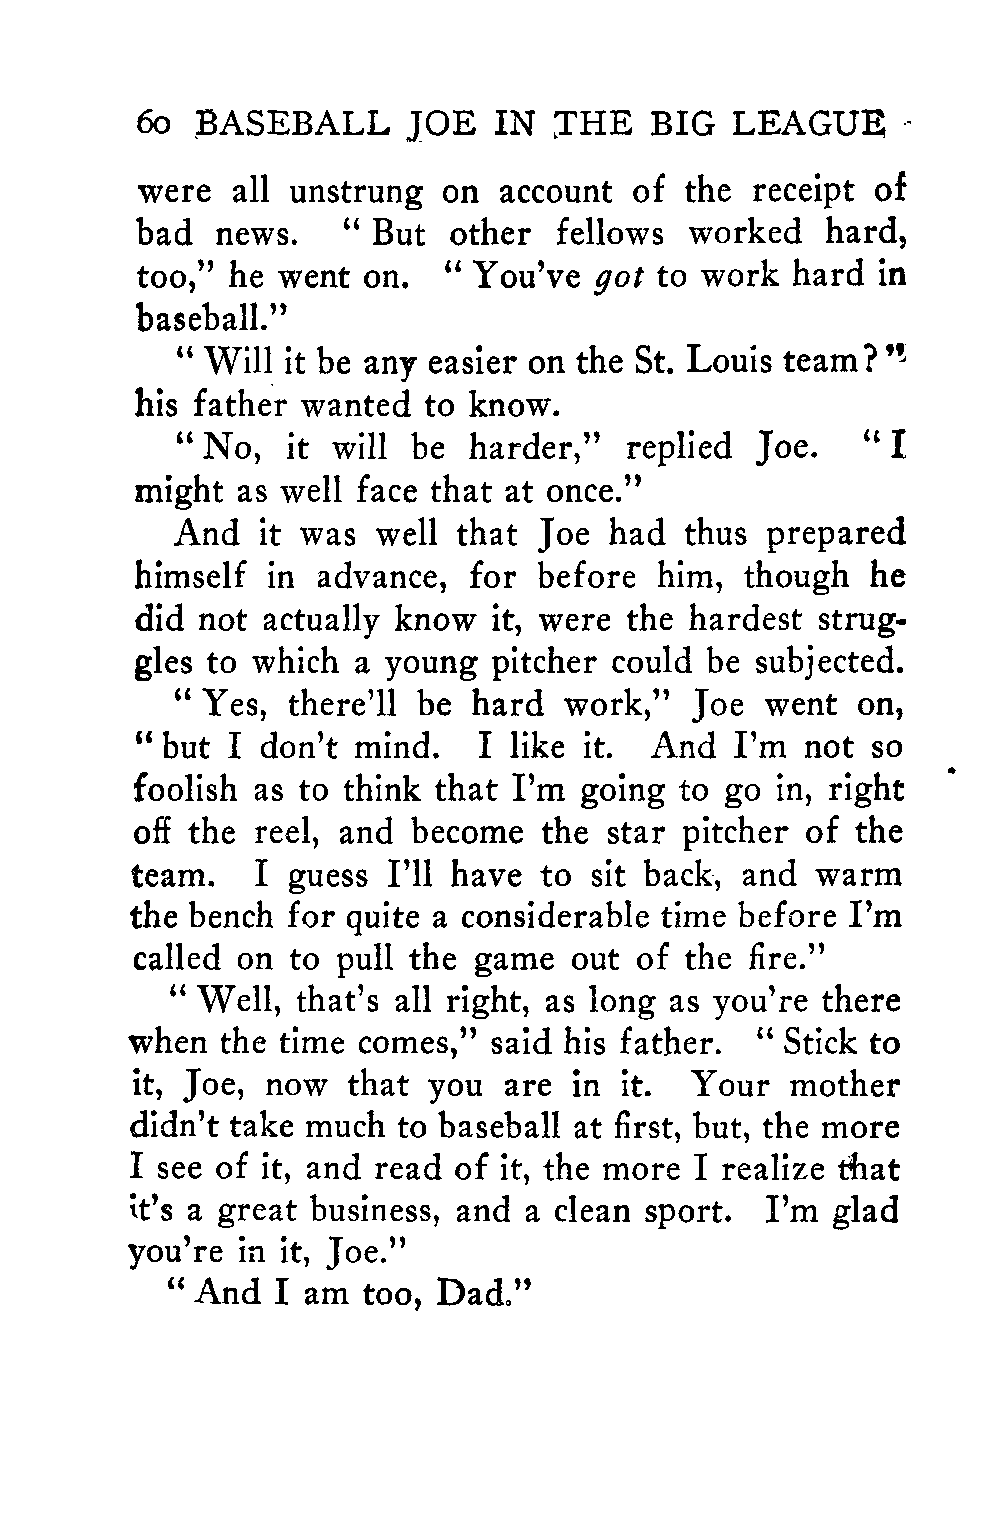 60 BASEBALL JOE IN THE BIG LEAGUE
were all unstrung on account of the receipt of
bad news. “ But other fellows worked hard,
too,” he went on. “ You’ve got to work hard in
baseball.”
“ Will it be any easier on the St. Louis team? ”
his father wanted to know.
“ No, it will be harder,” replied Joe. “ I
might as well face that at once.”
And it was well that Joe had thus prepared
himself in advance, for before him, though he
did not actually know it, were the hardest strug-
gles to which a young pitcher could be subjected.
“ Yes, there’ll be hard work,” Joe went on,
“ but I don’t mind. I like it. And I’m not so
foolish as to think that I’m going to go in, right
off the reel, and become the star pitcher of the
team. I guess I’ll have to sit back, and warm
the bench for quite a considerable time before I’m
called on to pull the game out of the fire.”
“ Well, that’s all right, as long as you’re there
when the time comes,” said his father. “ Stick to
it, Joe, now that you are in it. Your mother
didn’t take much to baseball at first, but, the more
I see of it, and read of it, the more I realize that
it’s a great business, and a clean sport. I’m glad
you’re in it, Joe.”
“ And I am too, Dad.”